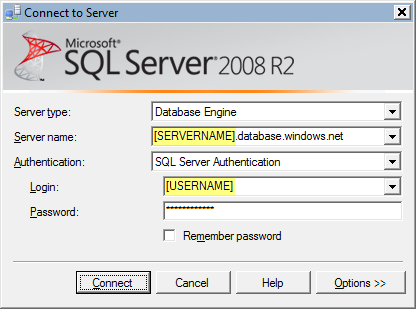 Connect to Server
Microsoft®
SQL Server® 2008 R2
Server type: Database Engine
Server name: [SERVERNAME].database.windows.net
Authentication: SQL Server Authentication
Login: [USERNAME]
Password: ************
Remember password
Connect Cancel Help Options >>